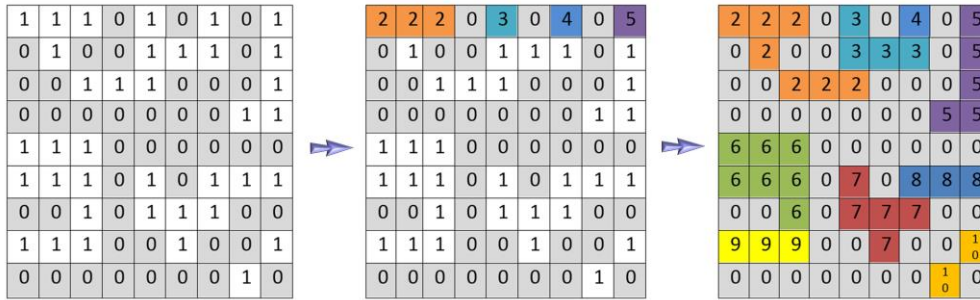 1 1 1 0 1 0 1 0 1
0 1 0 0 1 1 1 0 1
0 0 1 1 1 0 0 0 1
0 0 0 0 0 0 0 1 1
1 1 1 0 0 0 0 0 0
1 1 1 0 1 0 1 1 1
0 0 1 0 1 1 1 0 0
1 1 1 0 0 1 0 0 1
0 0 0 0 0 0 0 1 0
2 2 2 0 3 0 4 0 5
0 1 0 0 1 1 1 0 1
0 0 1 1 1 0 0 0 1
0 0 0 0 0 0 0 1 1
1 1 1 0 0 0 0 0 0
1 1 1 0 1 0 1 1 1
0 0 1 0 1 1 1 0 0
1 1 1 0 0 1 0 0 1
0 0 0 0 0 0 0 1 0
2 2 2 0 3 0 4 0 5
0 2 0 0 3 3 3 0 5
0 0 2 2 2 0 0 0 5
0 0 0 0 0 0 0 5 5
6 6 6 0 0 0 0 0 0
6 6 6 0 7 0 8 8 8
0 0 6 0 7 7 7 0 0
9 9 9 0 0 7 0 0 10
0 0 0 0 0 0 0 10 0